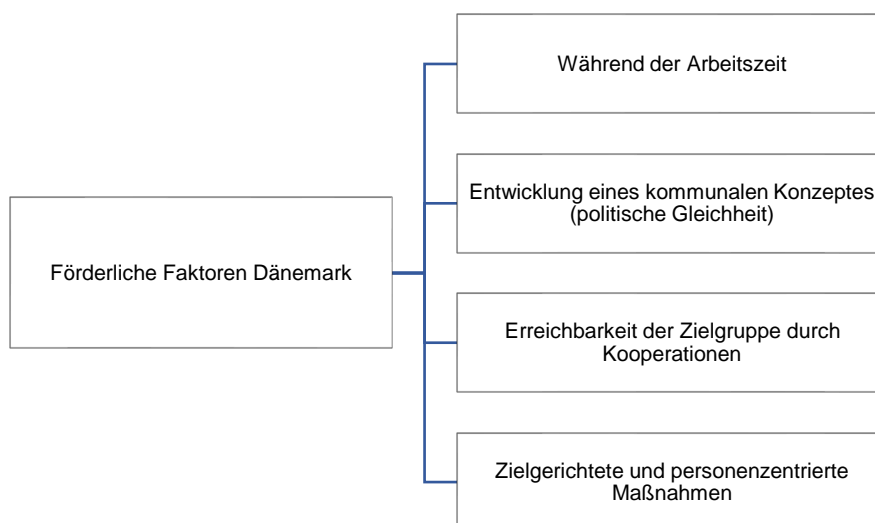 Förderliche Faktoren Dänemark
Während der Arbeitszeit
Entwicklung eines kommunalen Konzeptes
(politische Gleichheit)
Erreichbarkeit der Zielgruppe durch
Kooperationen
Zielgerichtete und personenzentrierte
Maßnahmen